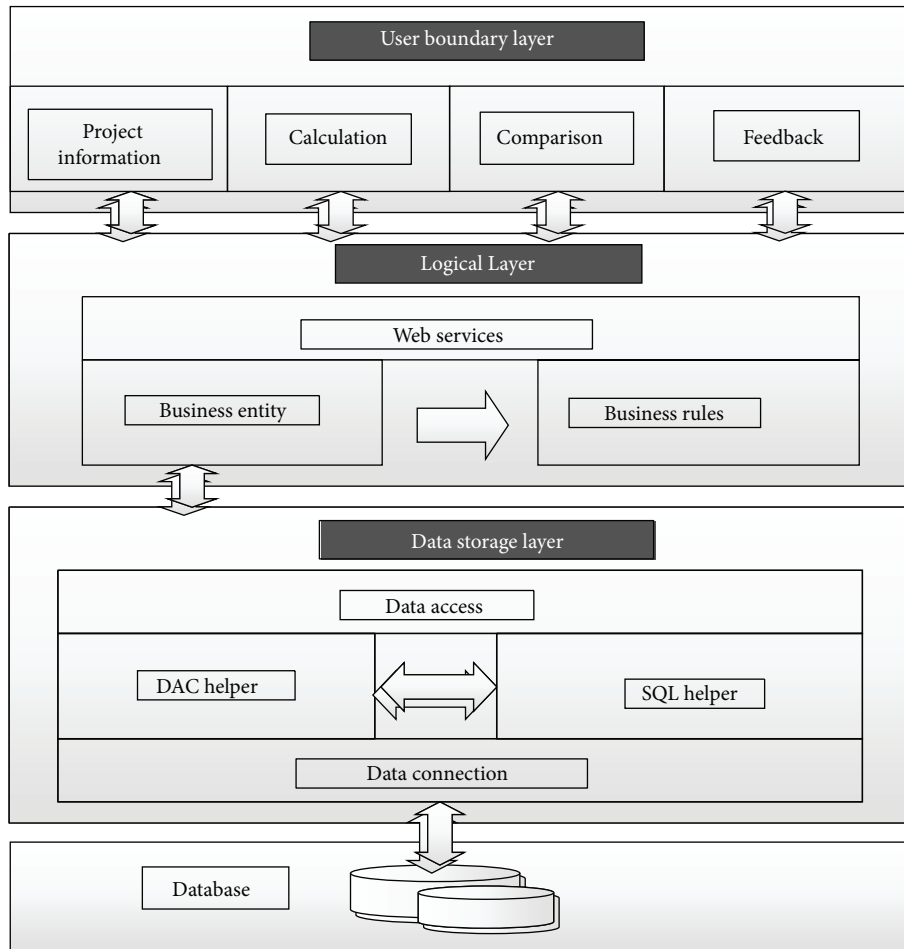 User boundary layer
Project
information
Calculation
Comparison
Feedback
Logical Layer
Web services
Business entity
Business rules
Data storage layer
Data access
DAC helper
SQL helper
Data connection
Database